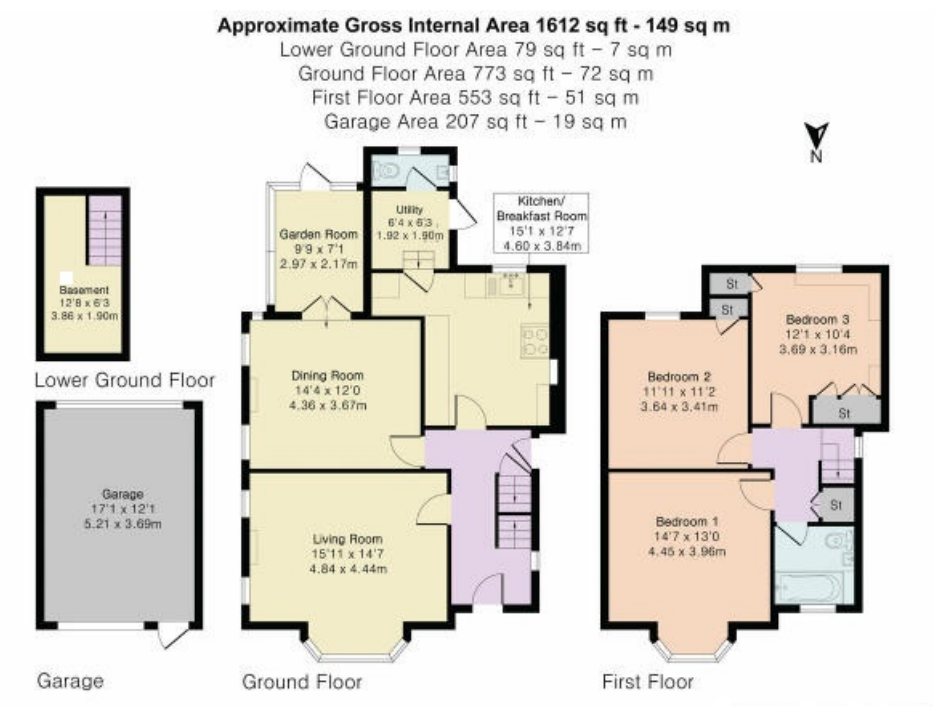 Approximate Gross Internal Area 1612 sq ft - 149 sq m
Lower Ground Floor Area 79 sq ft – 7 sq m
Ground Floor Area 773 sq ft – 72 sq m
First Floor Area 553 sq ft – 51 sq m
Garage Area 207 sq ft – 19 sq m
N
Basement
12'8 x 6'3
3.86 x 1.90m
Lower Ground Floor
Garage
17'1 x 12'1
5.21 x 3.69m
Garage
Utility
6'4 x 6'3
1.92 x 1.90m
Kitchen/
Breakfast Room
15'1 x 12'7
4.60 x 3.84m
Garden Room
9'9 x 7'1
2.97 x 2.17m
Dining Room
14'4 x 12'0
4.36 x 3.67m
Living Room
15'11 x 14'7
4.84 x 4.44m
Ground Floor
St
St
Bedroom 3
12'1 x 10'4
3.69 x 3.16m
Bedroom 2
11'11 x 11'2
3.64 x 3.41m
St
St
Bedroom 1
14'7 x 13'0
4.45 x 3.96m
First Floor